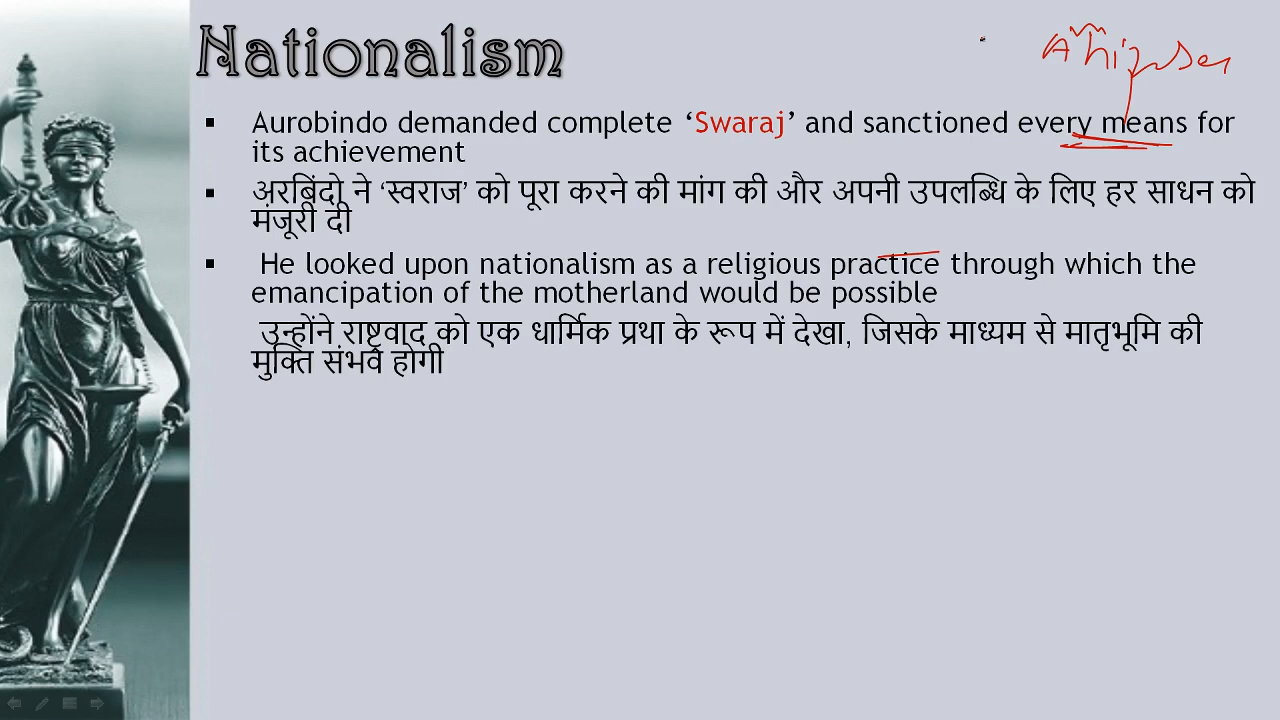 Nationalism
▪ Aurobindo demanded complete ‘Swaraj’ and sanctioned every means for
its achievement
▪ अरबिंदो ने ‘स्वराज’ को पूरा करने की मांग की और अपनी उपलब्धि के लिए हर साधन को
मंजूरी दी
▪ He looked upon nationalism as a religious practice through which the
emancipation of the motherland would be possible
उन्होंने राष्ट्रवाद को एक धार्मिक प्रथा के रूप में देखा, जिसके माध्यम से मातृभूमि की
मुक्ति संभव होगी